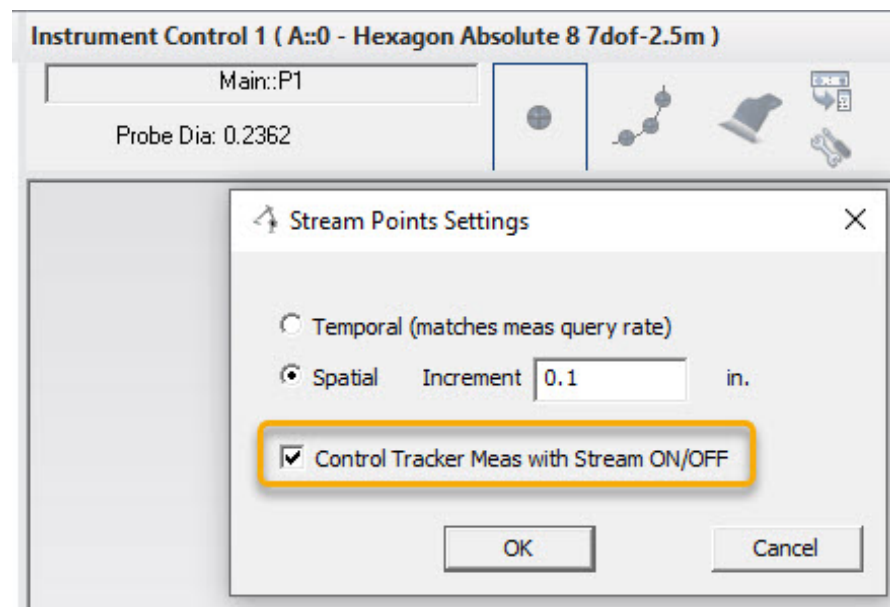 Instrument Control 1 ( A::0 - Hexagon Absolute 8 7dof-2.5m )
Main::P1
Probe Dia: 0.2362
Stream Points Settings
Temporal (matches meas query rate)
Spatial Increment 0.1 in.
Control Tracker Meas with Stream ON/OFF
OK Cancel